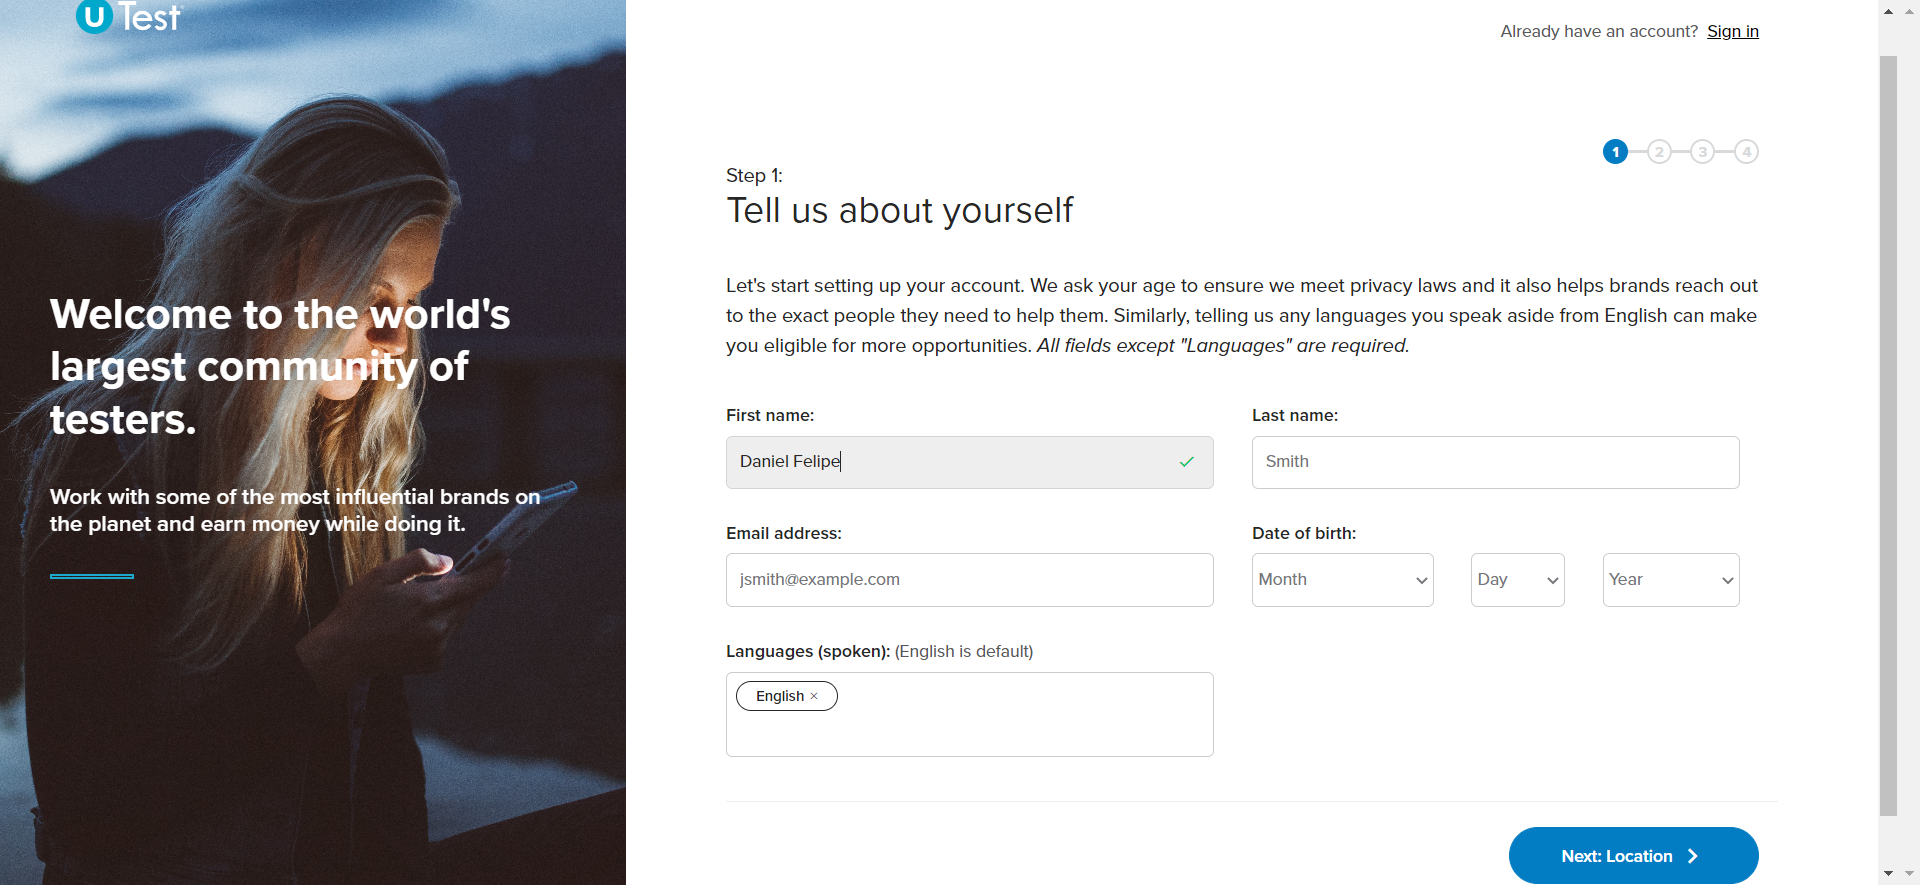 U Test
Already have an account? Sign in
1 2 3 4
Step 1:
Tell us about yourself
Welcome to the world's
largest community of
testers.
Work with some of the most influential brands on
the planet and earn money while doing it.
Let's start setting up your account. We ask your age to ensure we meet privacy laws and it also helps brands reach out
to the exact people they need to help them. Similarly, telling us any languages you speak aside from English can make
you eligible for more opportunities. All fields except "Languages" are required.
First name: Last name:
Daniel Felipe Smith
Email address: Date of birth:
jsmith@example.com Month Day Year
Languages (spoken): (English is default)
English ×
Next: Location